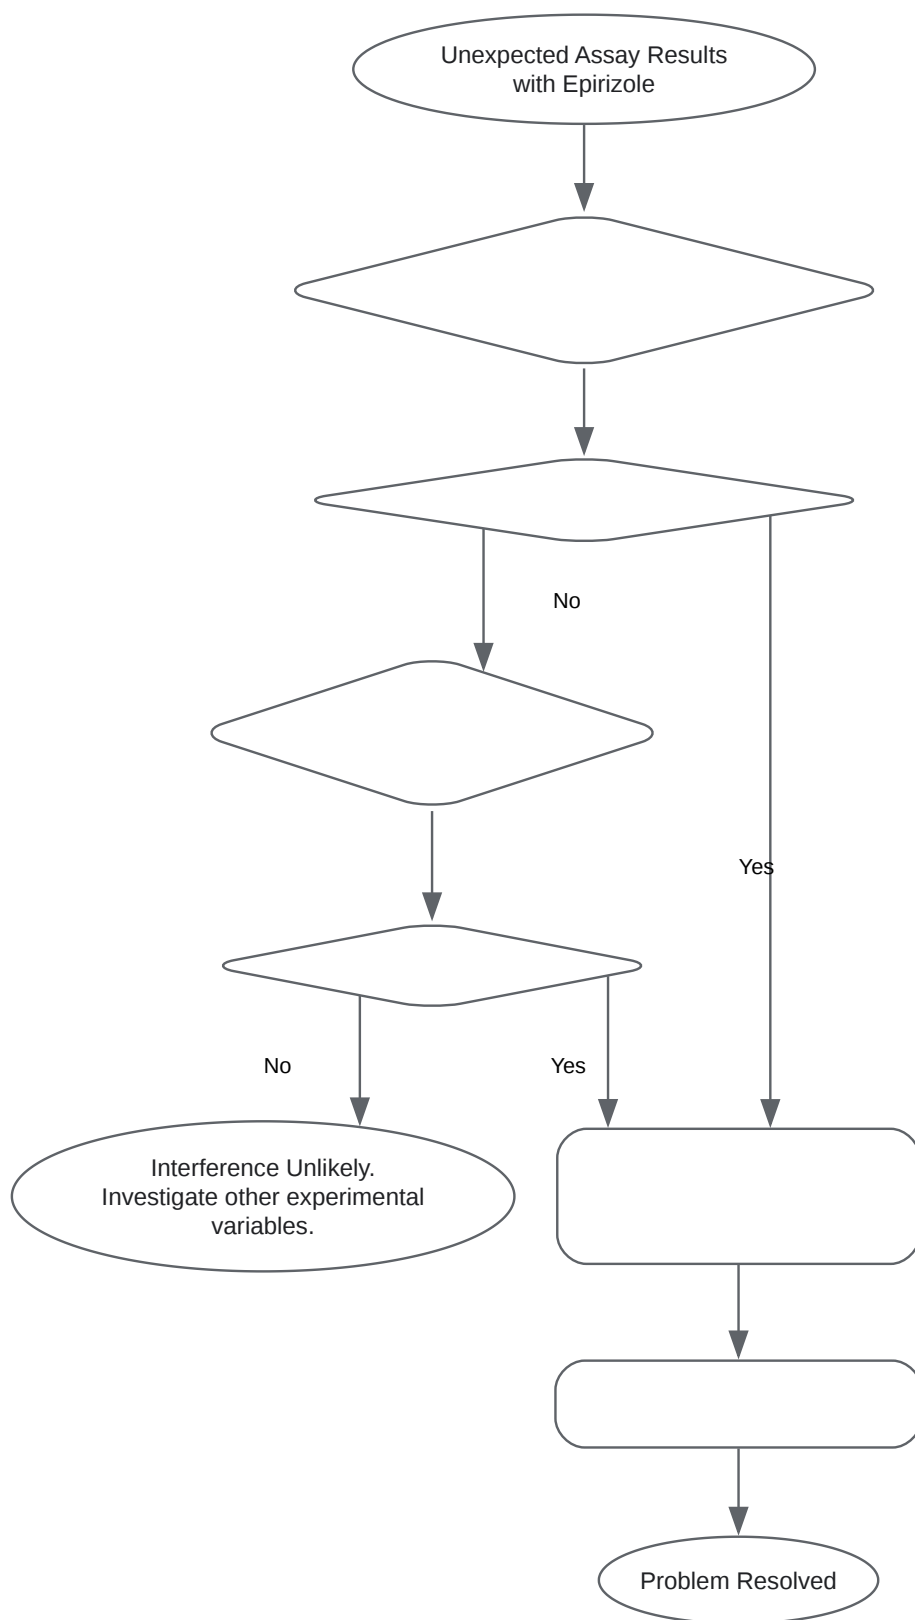 Unexpected Assay Results
with Epirizole
No
Yes
No
Yes
Interference Unlikely.
Investigate other experimental
variables.
Problem Resolved